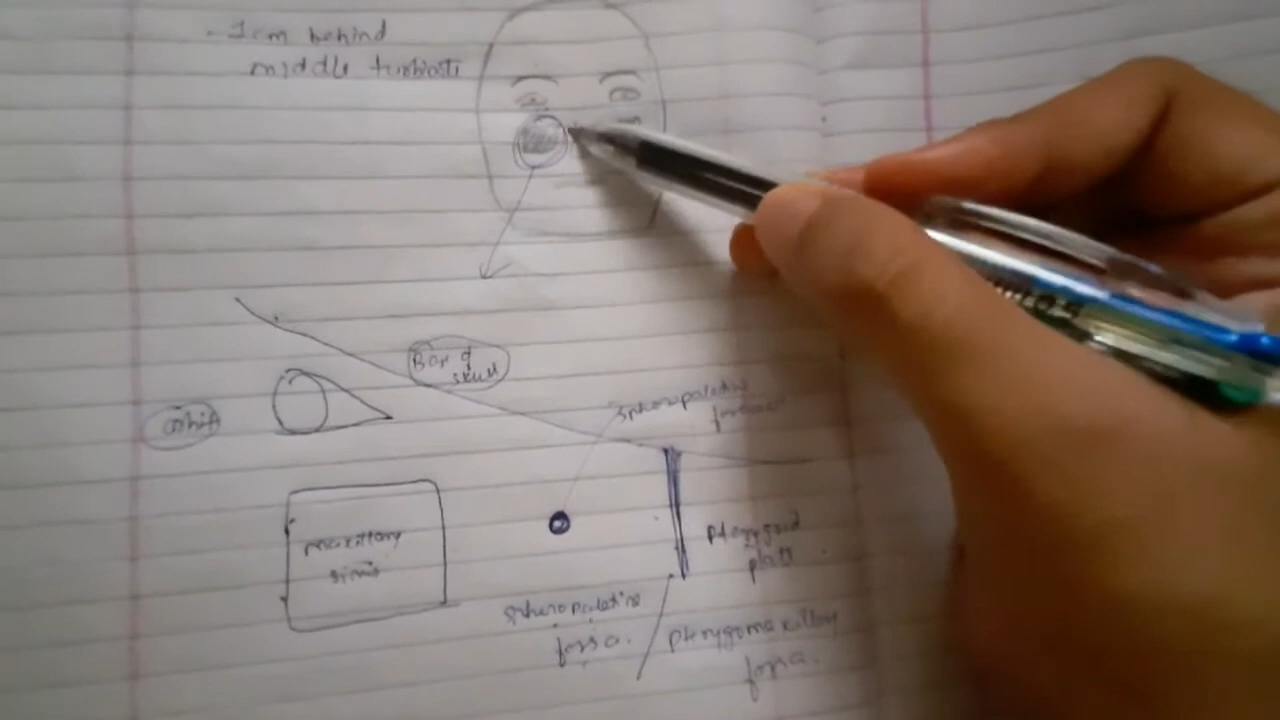 - 1cm behind
middle turbinate
Base of
skull
orbit
sphenopalatine
foramen
maxillary
sinus
pterygoid
plate
sphenopalatine
fossa.
pterygomaxillary
fossa.